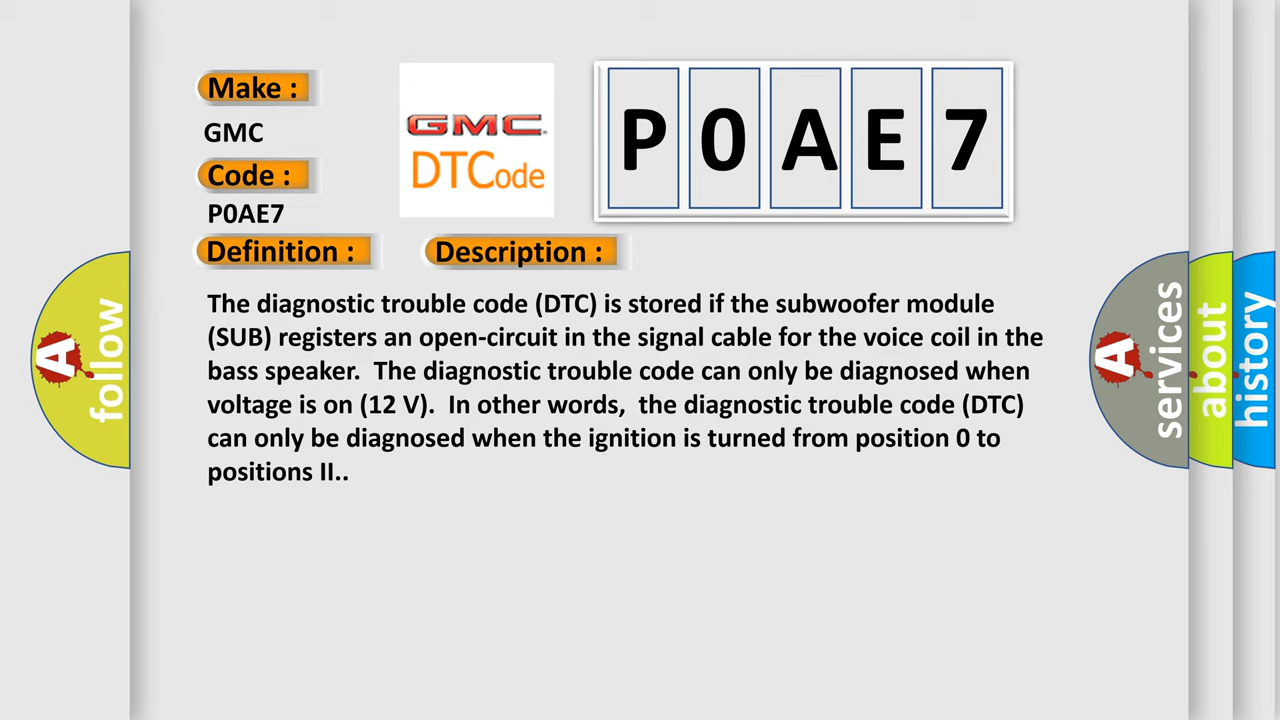 Make :
GMC
Code :
P0AE7
GMC
DTCode
P0AE7
Definition :
Description :
The diagnostic trouble code (DTC) is stored if the subwoofer module
(SUB) registers an open-circuit in the signal cable for the voice coil in the
bass speaker. The diagnostic trouble code can only be diagnosed when
voltage is on (12 V). In other words, the diagnostic trouble code (DTC)
can only be diagnosed when the ignition is turned from position 0 to
positions II..
A follow
A services
about
history